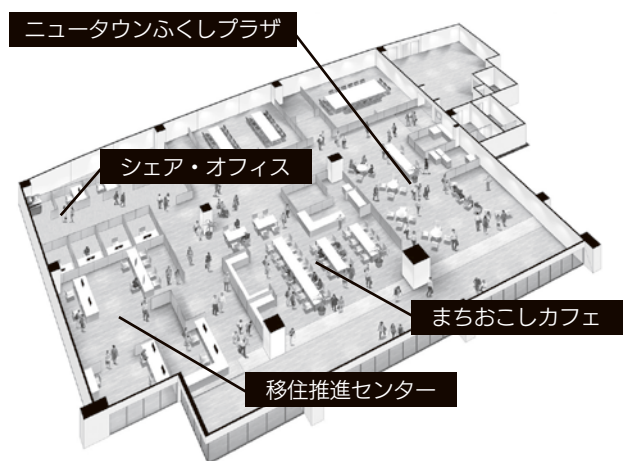 ニュータウンふくしプラザ
シェア・オフィス
まちおこしカフェ
移住推進センター